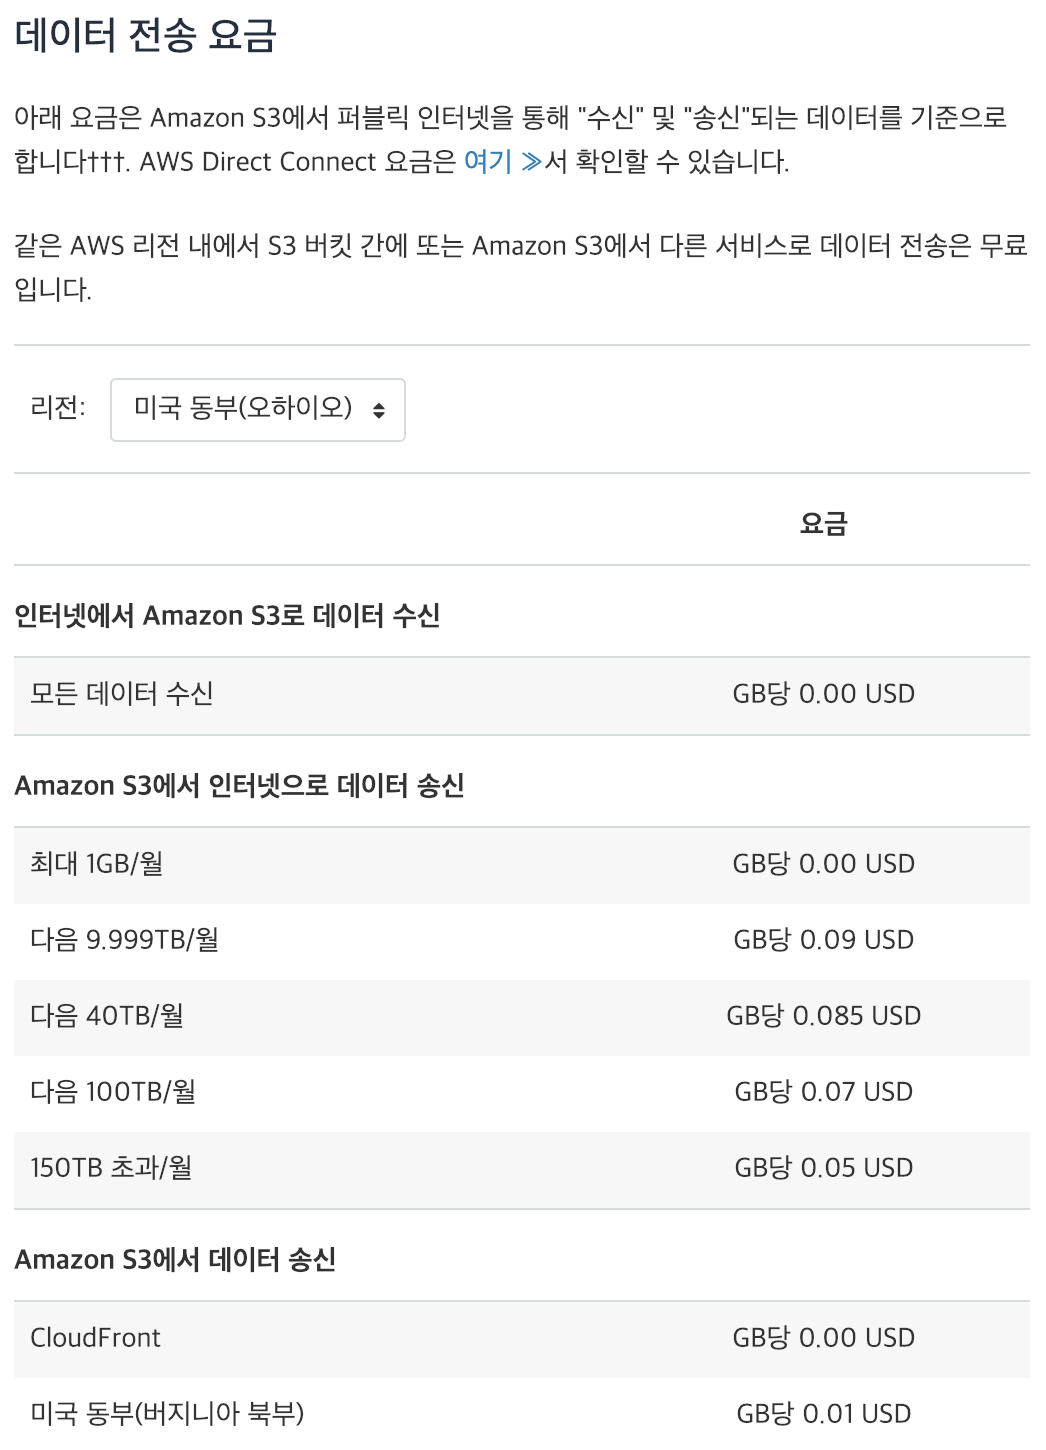 데이터 전송 요금
아래 요금은 Amazon S3에서 퍼블릭 인터넷을 통해 "수신" 및 "송신"되는 데이터를 기준으로
합니다†††. AWS Direct Connect 요금은 여기 ≫서 확인할 수 있습니다.
같은 AWS 리전 내에서 S3 버킷 간에 또는 Amazon S3에서 다른 서비스로 데이터 전송은 무료
입니다.
리전: 미국 동부(오하이오)
요금
인터넷에서 Amazon S3로 데이터 수신
모든 데이터 수신 GB당 0.00 USD
Amazon S3에서 인터넷으로 데이터 송신
최대 1GB/월 GB당 0.00 USD
다음 9.999TB/월 GB당 0.09 USD
다음 40TB/월 GB당 0.085 USD
다음 100TB/월 GB당 0.07 USD
150TB 초과/월 GB당 0.05 USD
Amazon S3에서 데이터 송신
CloudFront GB당 0.00 USD
미국 동부(버지니아 북부) GB당 0.01 USD